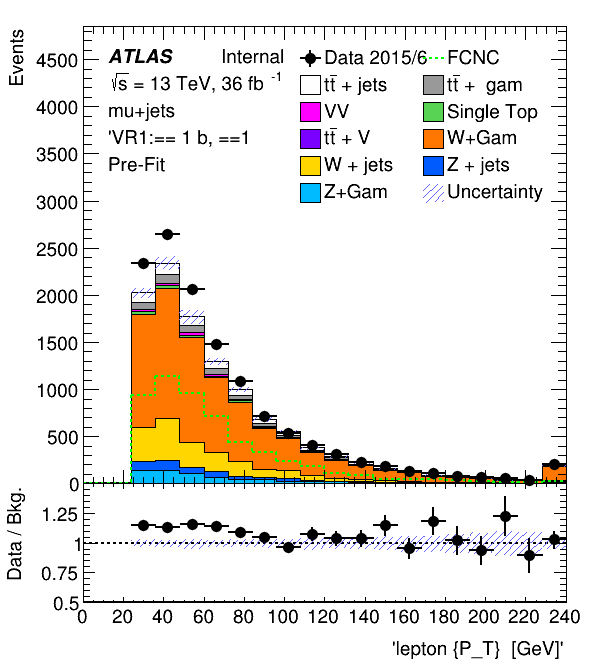 Events
4500
4000
3500
3000
2500
2000
1500
1000
500
0
ATLAS Internal
√s = 13 TeV, 36 fb⁻¹
mu+jets
'VR1:== 1 b, ==1
Pre-Fit
Data 2015/6 FCNC
tt̄ + jets tt̄ + gam
VV Single Top
tt̄ + V W+Gam
W + jets Z + jets
Z+Gam Uncertainty
Data / Bkg.
1.25
1
0.75
0.5
0 20 40 60 80 100 120 140 160 180 200 220 240
'lepton {P_T} [GeV]'